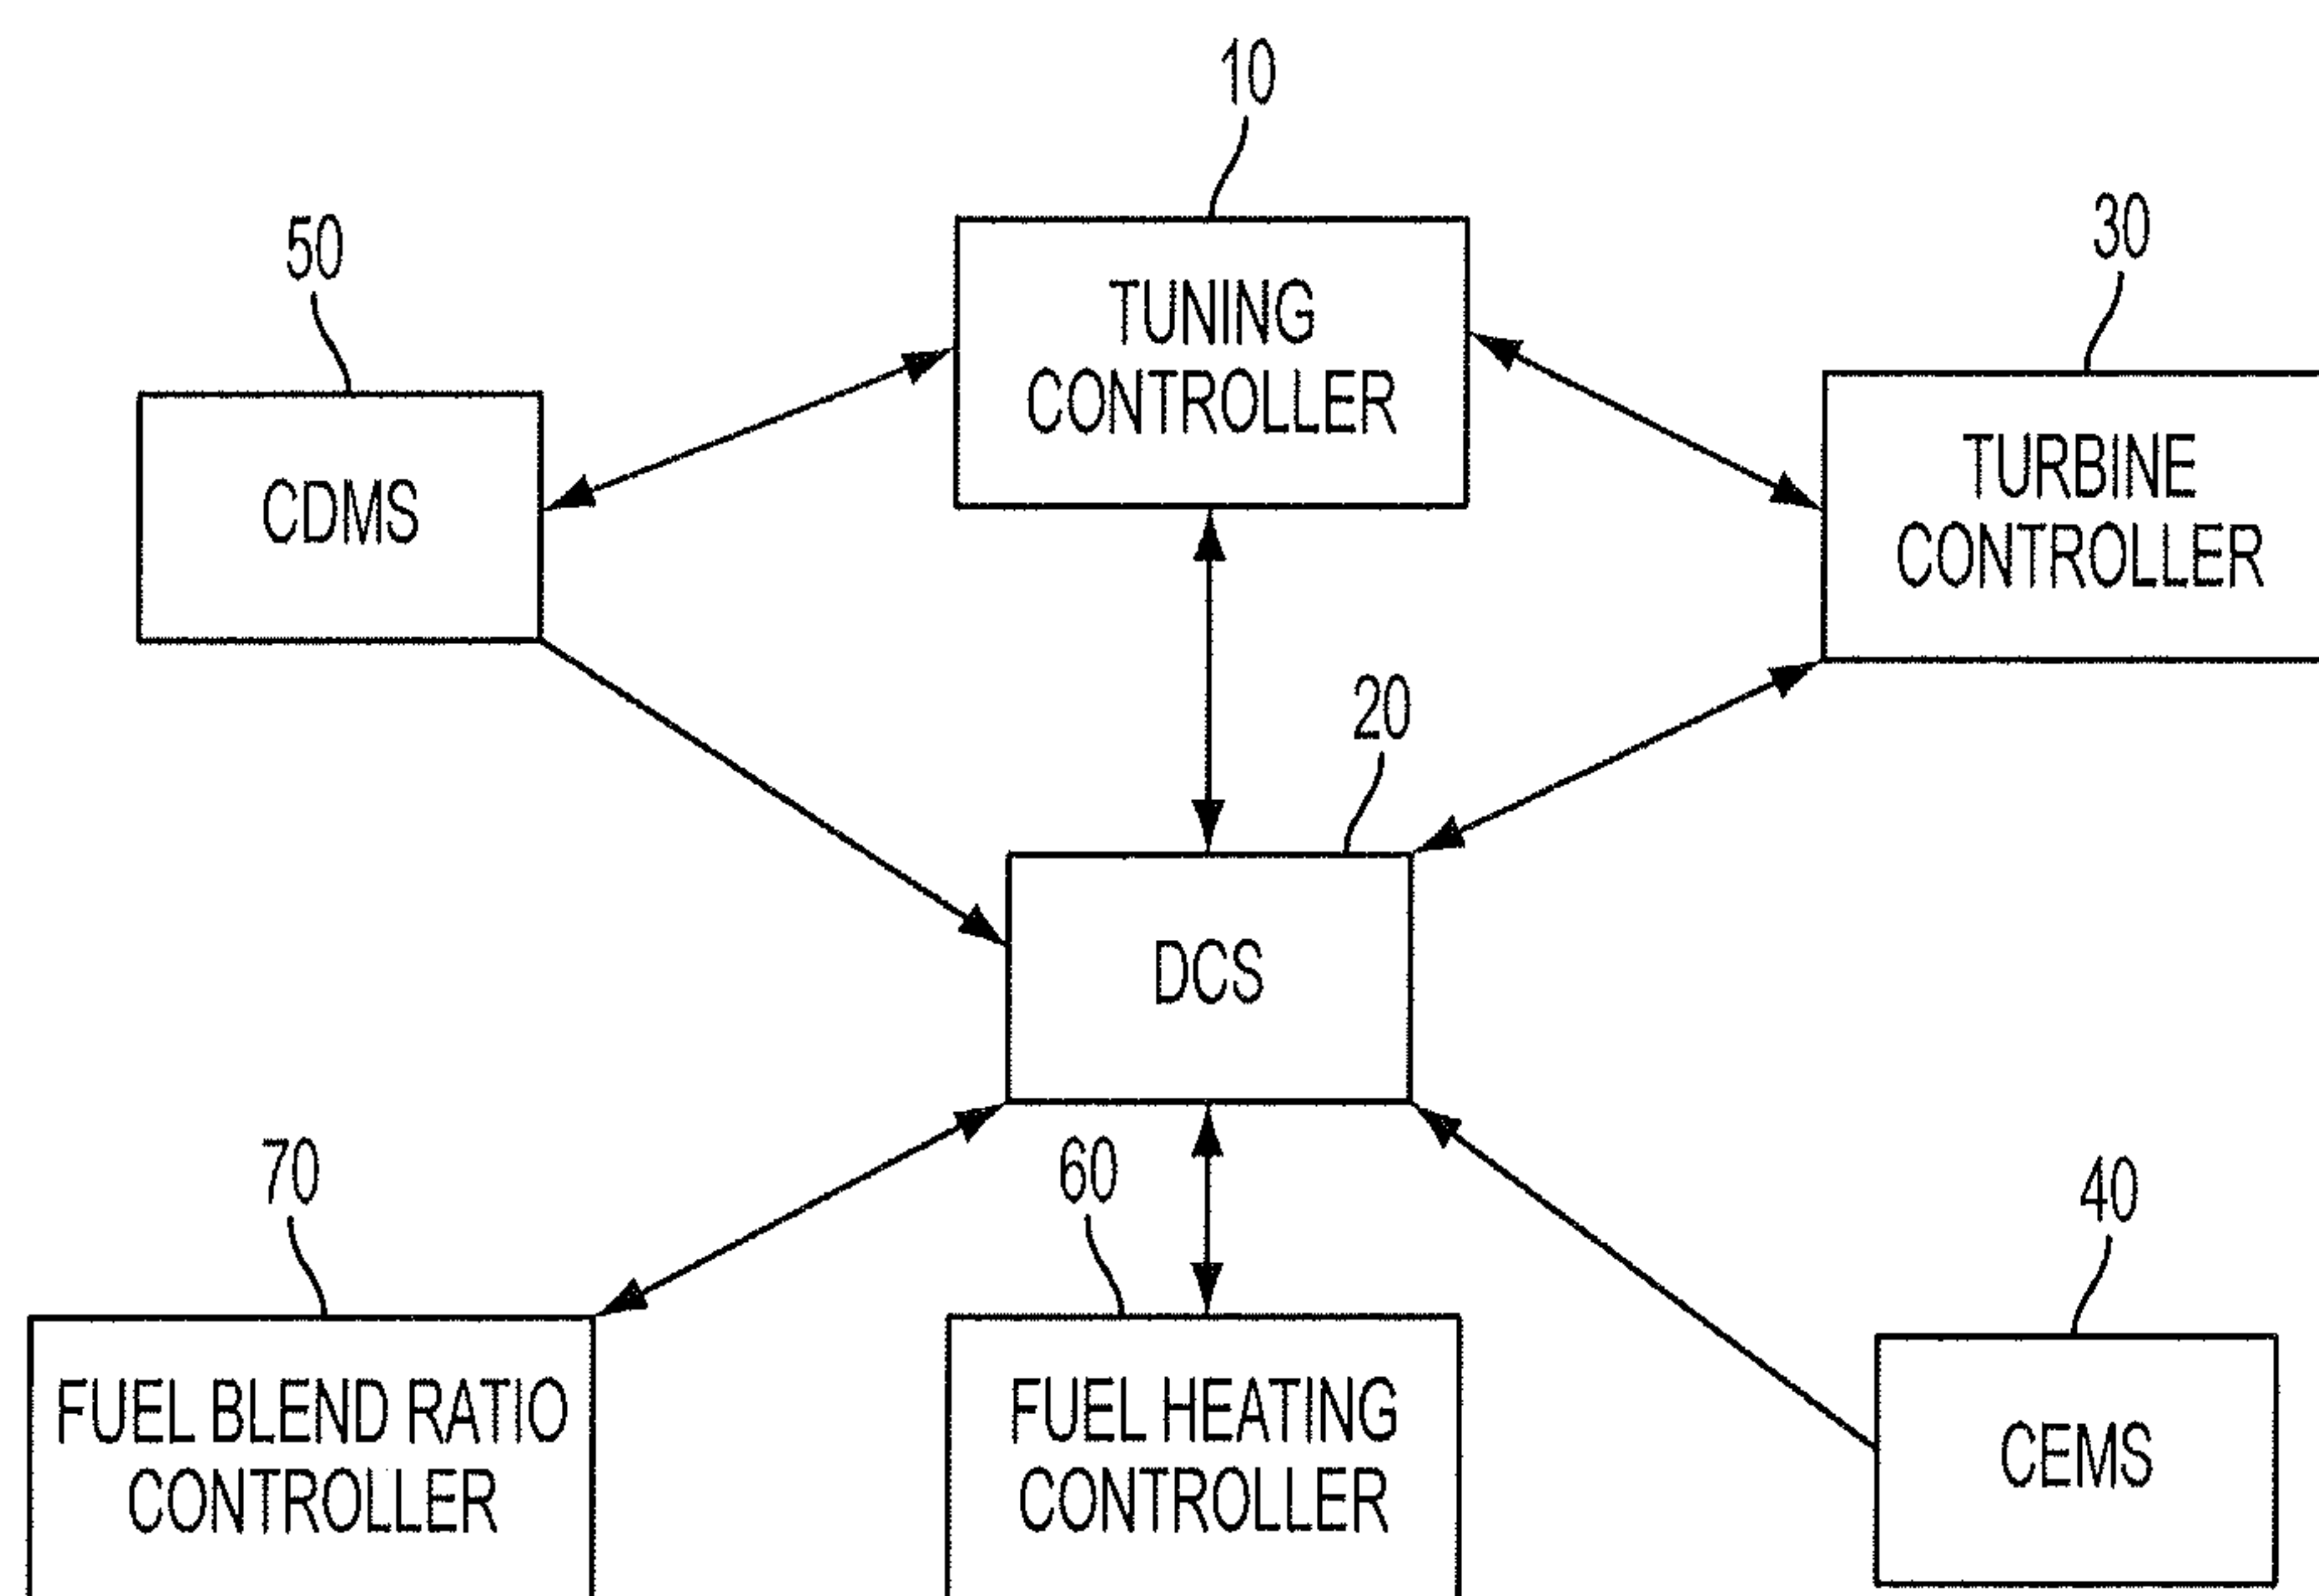 10
50
30
TUNING
CONTROLLER
CDMS
TURBINE
CONTROLLER
20
DCS
70
60
40
FUEL BLEND RATIO
CONTROLLER
FUEL HEATING
CONTROLLER
CEMS